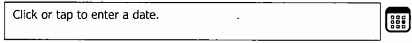 Click or tap to enter a date.